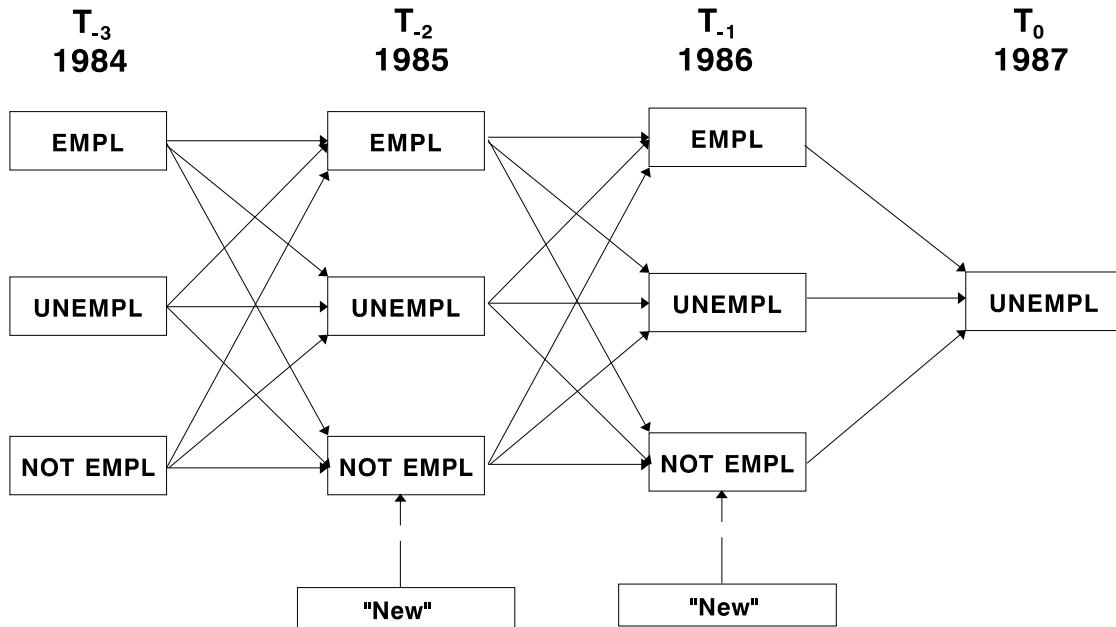 T-3 T-2 T-1 T0
1984 1985 1986 1987
EMPL EMPL EMPL
UNEMPL UNEMPL UNEMPL UNEMPL
NOT EMPL NOT EMPL NOT EMPL
"New" "New"